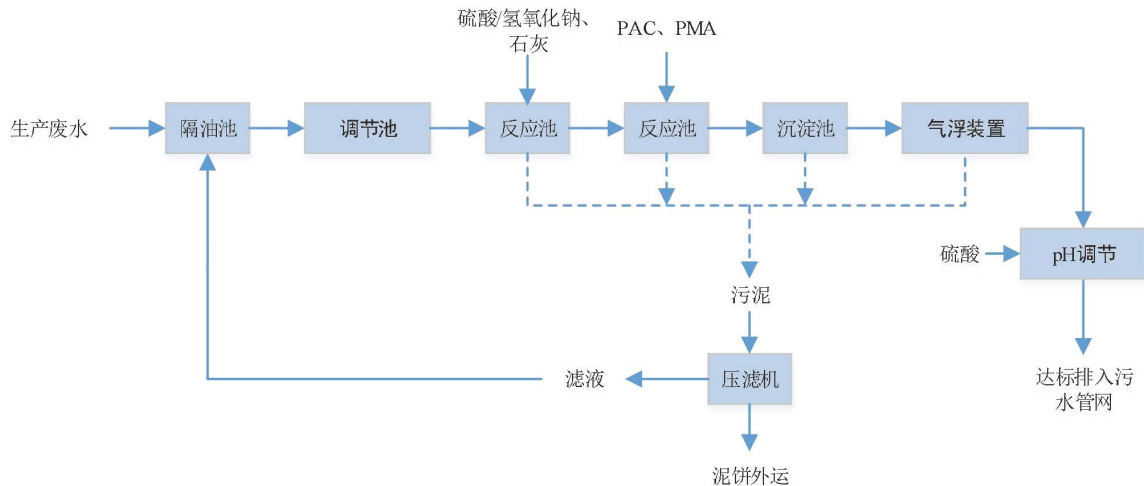 硫酸/氢氧化钠、
石灰
PAC、PMA
生产废水
隔油池
调节池
反应池
反应池
沉淀池
气浮装置
硫酸
pH调节
污泥
滤液
压滤机
达标排入污
水管网
泥饼外运